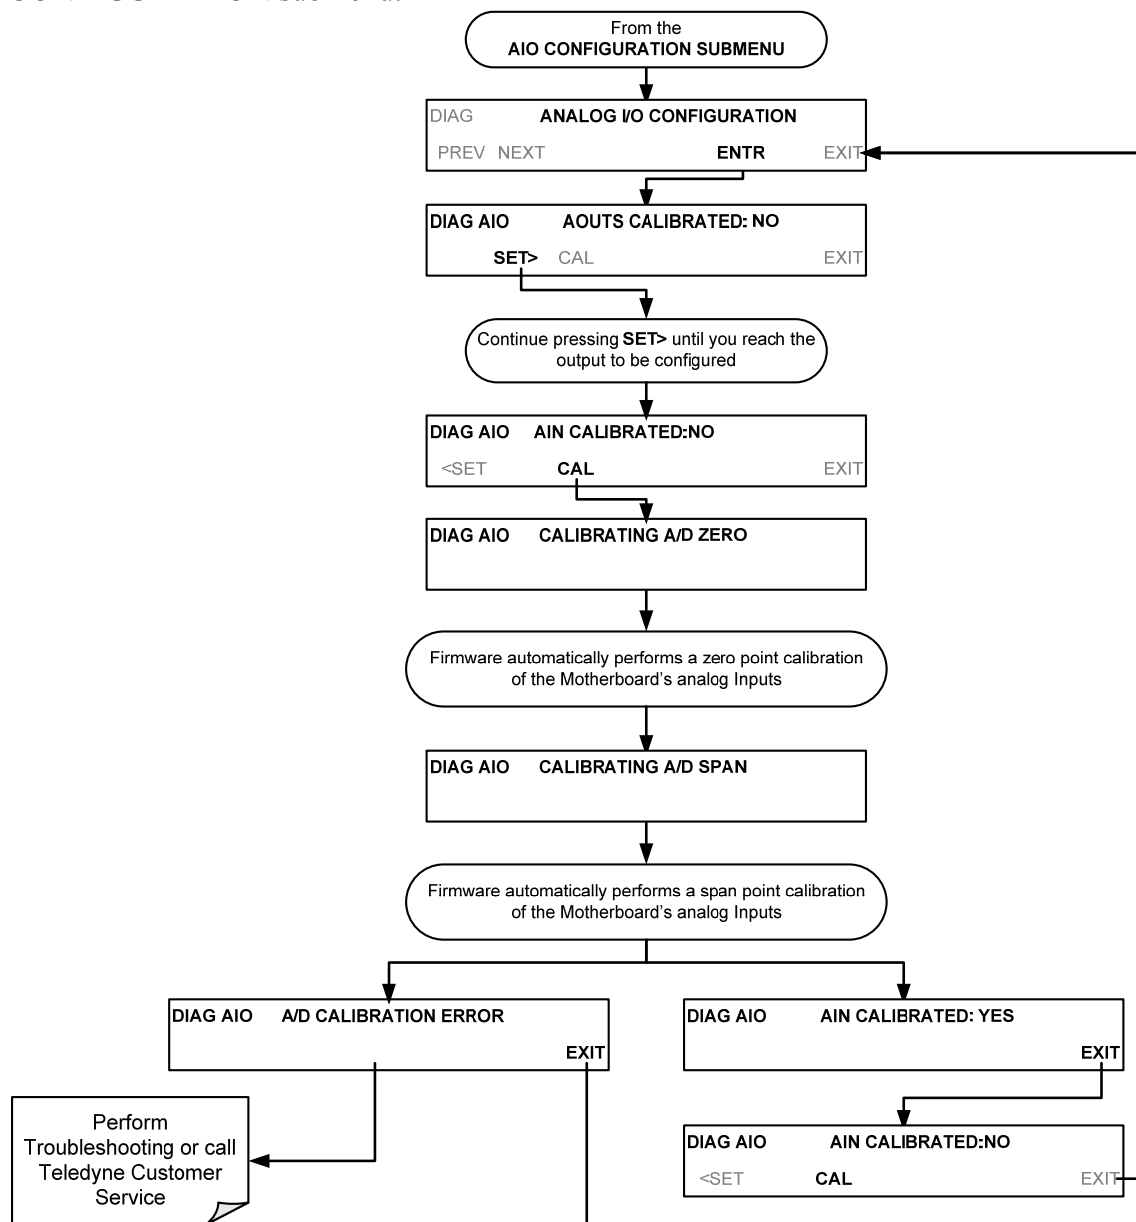 From the
AIO CONFIGURATION SUBMENU
DIAG ANALOG I/O CONFIGURATION
PREV NEXT ENTR EXIT
DIAG AIO AOUTS CALIBRATED: NO
SET> CAL EXIT
Continue pressing SET> until you reach the
output to be configured
DIAG AIO AIN CALIBRATED:NO
<SET CAL EXIT
DIAG AIO CALIBRATING A/D ZERO
Firmware automatically performs a zero point calibration
of the Motherboard's analog Inputs
DIAG AIO CALIBRATING A/D SPAN
Firmware automatically performs a span point calibration
of the Motherboard's analog Inputs
DIAG AIO A/D CALIBRATION ERROR
EXIT
DIAG AIO AIN CALIBRATED: YES
EXIT
Perform
Troubleshooting or call
Teledyne Customer
Service
DIAG AIO AIN CALIBRATED:NO
<SET CAL EXIT